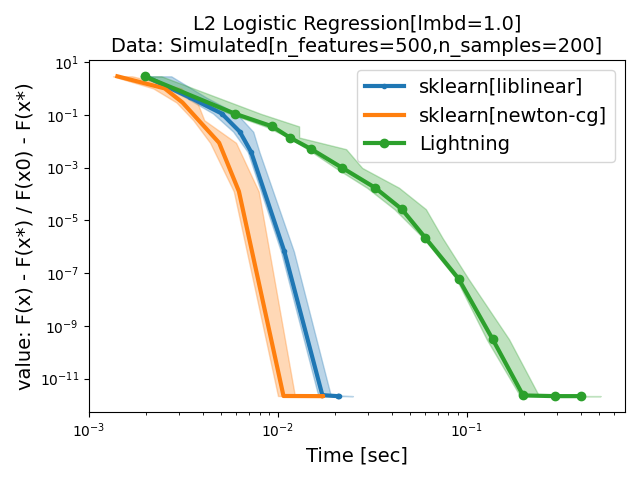 L2 Logistic Regression[lmbd=1.0]
Data: Simulated[n_features=500,n_samples=200]
value: F(x) - F(x*) / F(x0) - F(x*)
10¹
10⁻¹
10⁻³
10⁻⁵
10⁻⁷
10⁻⁹
10⁻¹¹
sklearn[liblinear]
sklearn[newton-cg]
Lightning
10⁻³
10⁻²
10⁻¹
Time [sec]